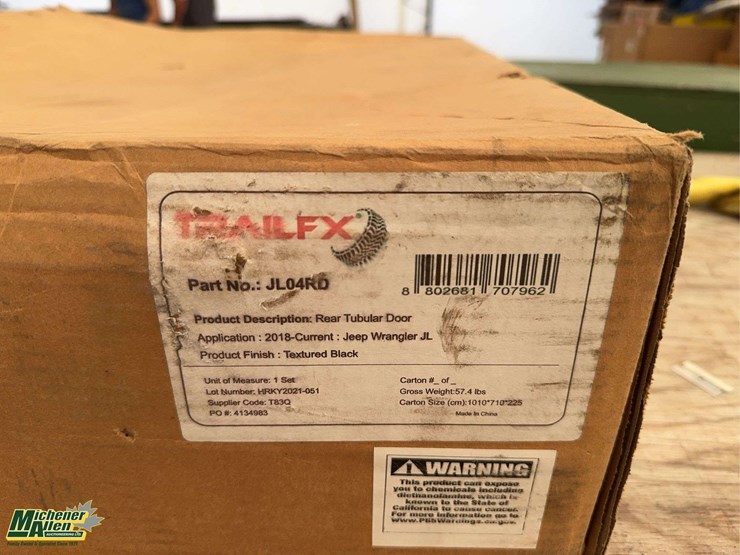 TRAILFX
Part No.: JL04RD
8 802681 707962
Product Description: Rear Tubular Door
Application : 2018-Current : Jeep Wrangler JL
Product Finish : Textured Black
Unit of Measure: 1 Set
Lot Number: HRKY2021-051
Supplier Code: T83Q
PO #: 4134983
Carton #_ of _
Gross Weight:57.4 lbs
Carton Size (cm):1010*710*225
Made In China
WARNING
This product can expose
you to chemicals including
diethanolamine, which is
known to the State of
California to cause cancer.
For more information go to
www.P65Warnings.ca.gov.
Michener
Allen
AUCTIONEERING LTD.